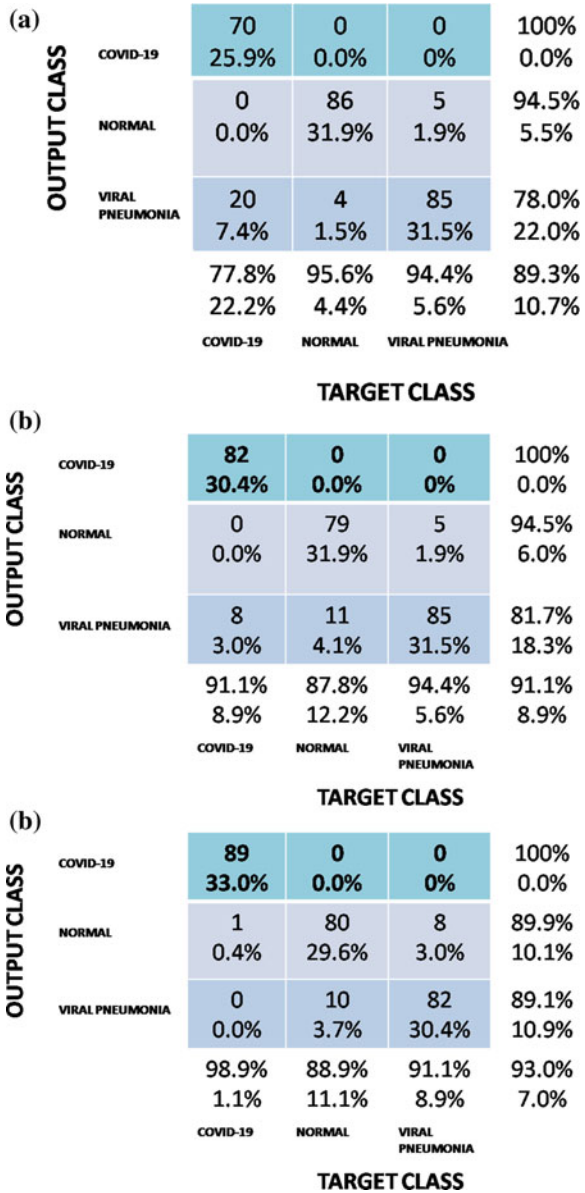 (a)
OUTPUT CLASS
70 0 0 100%
COVID-19 25.9% 0.0% 0% 0.0%
0 86 5 94.5%
NORMAL 0.0% 31.9% 1.9% 5.5%
VIRAL 20 4 85 78.0%
PNEUMONIA 7.4% 1.5% 31.5% 22.0%
77.8% 95.6% 94.4% 89.3%
22.2% 4.4% 5.6% 10.7%
COVID-19 NORMAL VIRAL PNEUMONIA
TARGET CLASS
(b)
OUTPUT CLASS
COVID-19 82 0 0 100%
30.4% 0.0% 0% 0.0%
NORMAL 0 79 5 94.5%
0.0% 31.9% 1.9% 6.0%
VIRAL PNEUMONIA 8 11 85 81.7%
3.0% 4.1% 31.5% 18.3%
91.1% 87.8% 94.4% 91.1%
8.9% 12.2% 5.6% 8.9%
COVID-19 NORMAL VIRAL
PNEUMONIA
TARGET CLASS
(b)
OUTPUT CLASS
COVID-19 89 0 0 100%
33.0% 0.0% 0% 0.0%
NORMAL 1 80 8 89.9%
0.4% 29.6% 3.0% 10.1%
VIRAL PNEUMONIA 0 10 82 89.1%
0.0% 3.7% 30.4% 10.9%
98.9% 88.9% 91.1% 93.0%
1.1% 11.1% 8.9% 7.0%
COVID-19 NORMAL VIRAL
PNEUMONIA
TARGET CLASS